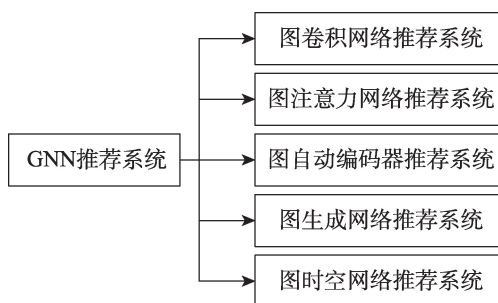 图卷积网络推荐系统
图注意力网络推荐系统
GNN推荐系统
图自动编码器推荐系统
图生成网络推荐系统
图时空网络推荐系统